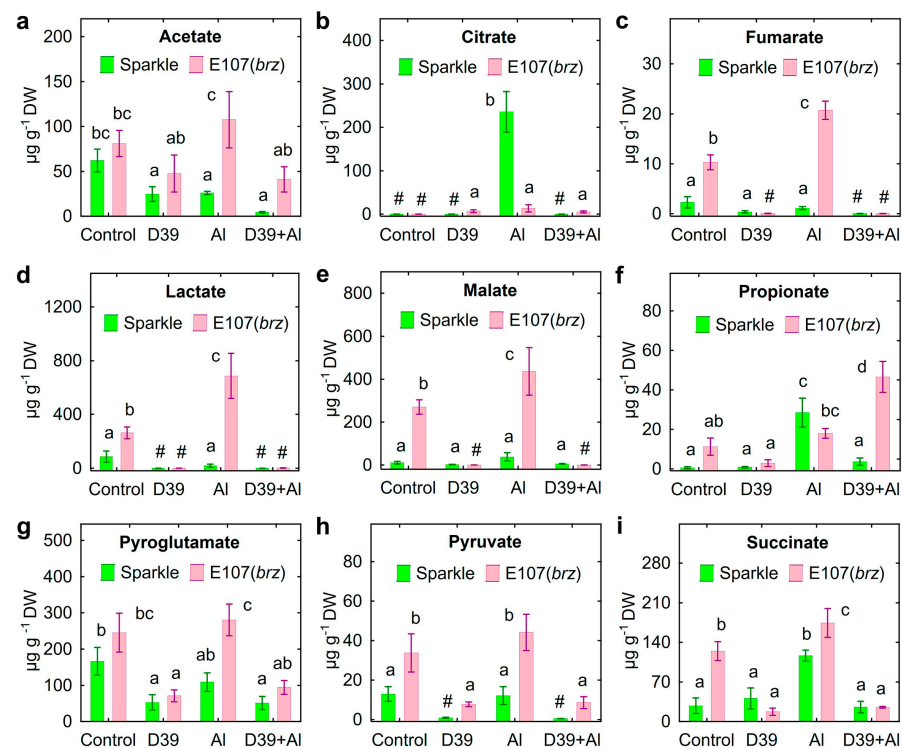 a
Acetate
Sparkle E107(brz)
µg g⁻¹ DW
200
150
100
50
0
bc bc a ab a c a a
Control D39 Al D39+Al
b
Citrate
Sparkle E107(brz)
µg g⁻¹ DW
400
300
200
100
0
# # # a b a # a
Control D39 Al D39+Al
c
Fumarate
Sparkle E107(brz)
µg g⁻¹ DW
30
20
10
0
a b a # a c # #
Control D39 Al D39+Al
d
Lactate
Sparkle E107(brz)
µg g⁻¹ DW
1200
800
400
0
a b # # a c # #
Control D39 Al D39+Al
e
Malate
Sparkle E107(brz)
µg g⁻¹ DW
800
600
400
200
0
a b a # a c a #
Control D39 Al D39+Al
f
Propionate
Sparkle E107(brz)
µg g⁻¹ DW
80
60
40
20
0
a ab a a c bc a d
Control D39 Al D39+Al
g
Pyroglutamate
Sparkle E107(brz)
µg g⁻¹ DW
500
400
300
200
100
0
b bc a a ab c a ab
Control D39 Al D39+Al
h
Pyruvate
Sparkle E107(brz)
µg g⁻¹ DW
80
60
40
20
0
a b # a a b # a
Control D39 Al D39+Al
i
Succinate
Sparkle E107(brz)
µg g⁻¹ DW
280
210
140
70
0
a b a a b c a a
Control D39 Al D39+Al